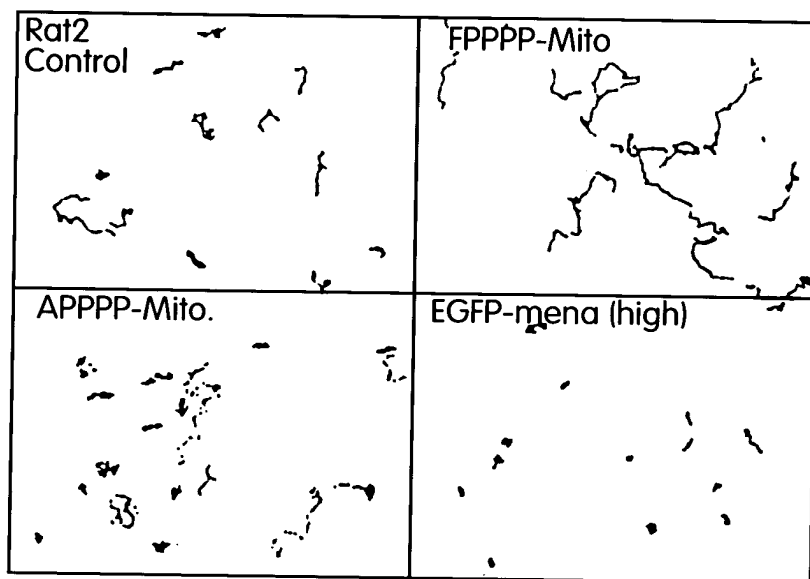 Rat2
Control
FPPPP-Mito
APPPP-Mito.
EGFP-mena (high)